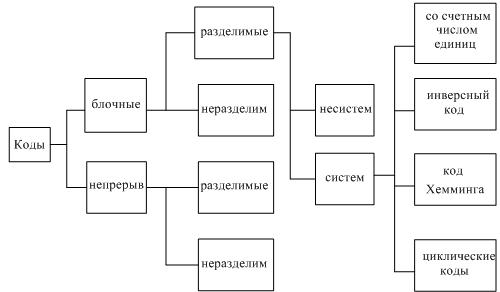 Коды
блочные
непрерыв
разделимые
неразделим
разделимые
неразделим
несистем
систем
со счетным
числом
единиц
инверсный
код
код
Хемминга
циклические
коды